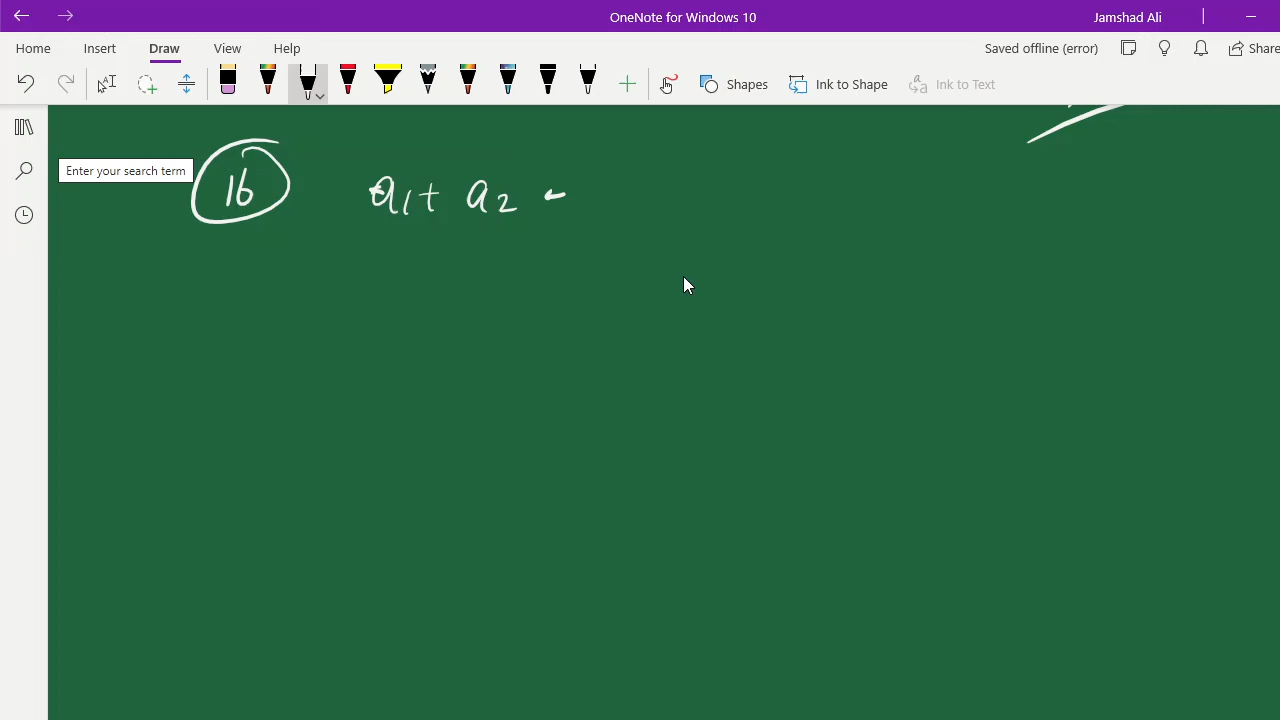 OneNote for Windows 10
Jamshad Ali
Home Insert Draw View Help
Saved offline (error)
Share
Shapes
Ink to Shape
Ink to Text
Enter your search term
16 a1 + a2 -